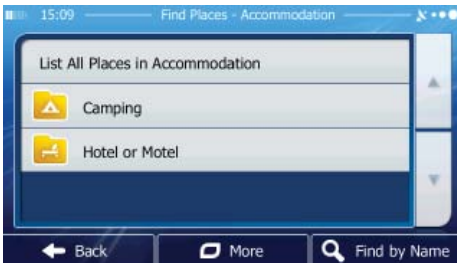 15:09 Find Places - Accommodation
List All Places in Accommodation
Camping
Hotel or Motel
Back More Find by Name